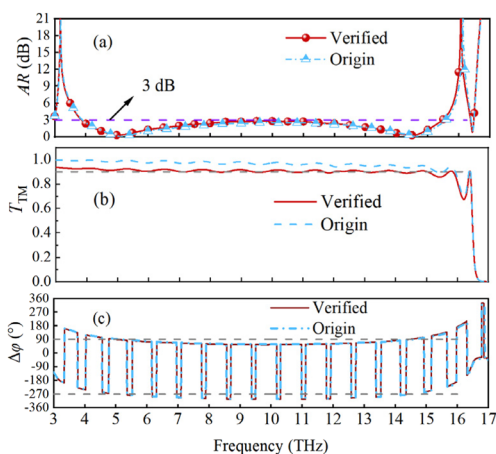 21
18
15
12
9
6
3
0
AR (dB)
(a)
Verified
Origin
3 dB
1.0
0.8
0.6
0.4
0.2
0.0
T_TM
(b)
Verified
Origin
360
270
180
90
0
-90
-180
-270
-360
Δφ (°)
(c)
Verified
Origin
3 4 5 6 7 8 9 10 11 12 13 14 15 16 17
Frequency (THz)